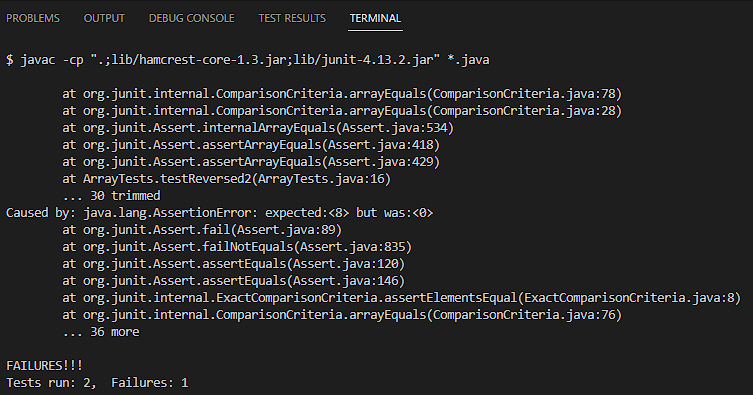 PROBLEMS OUTPUT DEBUG CONSOLE TEST RESULTS TERMINAL
$ javac -cp ".;lib/hamcrest-core-1.3.jar;lib/junit-4.13.2.jar" *.java
at org.junit.internal.ComparisonCriteria.arrayEquals(ComparisonCriteria.java:78)
at org.junit.internal.ComparisonCriteria.arrayEquals(ComparisonCriteria.java:28)
at org.junit.Assert.internalArrayEquals(Assert.java:534)
at org.junit.Assert.assertArrayEquals(Assert.java:418)
at org.junit.Assert.assertArrayEquals(Assert.java:429)
at ArrayTests.testReversed2(ArrayTests.java:16)
... 30 trimmed
Caused by: java.lang.AssertionError: expected:<8> but was:<0>
at org.junit.Assert.fail(Assert.java:89)
at org.junit.Assert.failNotEquals(Assert.java:835)
at org.junit.Assert.assertEquals(Assert.java:120)
at org.junit.Assert.assertEquals(Assert.java:146)
at org.junit.internal.ExactComparisonCriteria.assertElementsEqual(ExactComparisonCriteria.java:8)
at org.junit.internal.ComparisonCriteria.arrayEquals(ComparisonCriteria.java:76)
... 36 more
FAILURES!!!
Tests run: 2,  Failures: 1